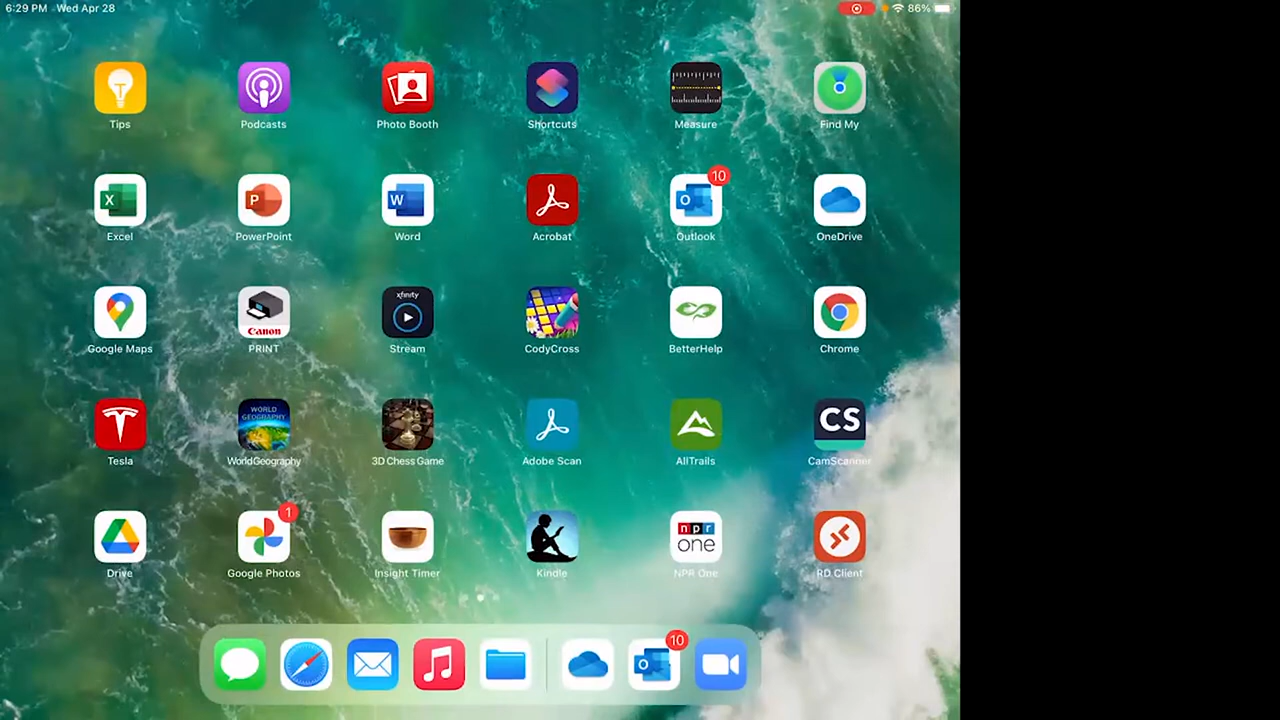 6:29 PM Wed Apr 28
86%
Tips
Podcasts
Photo Booth
Shortcuts
Measure
Find My
10
Excel
PowerPoint
Word
Acrobat
Outlook
OneDrive
xfinity
Canon
Google Maps
PRINT
Stream
CodyCross
BetterHelp
Chrome
WORLD
GEOGRAPHY
CS
Tesla
WorldGeography
3D Chess Game
Adobe Scan
AllTrails
CamScanner
1
npr
one
Drive
Google Photos
Insight Timer
Kindle
NPR One
RD Client
10